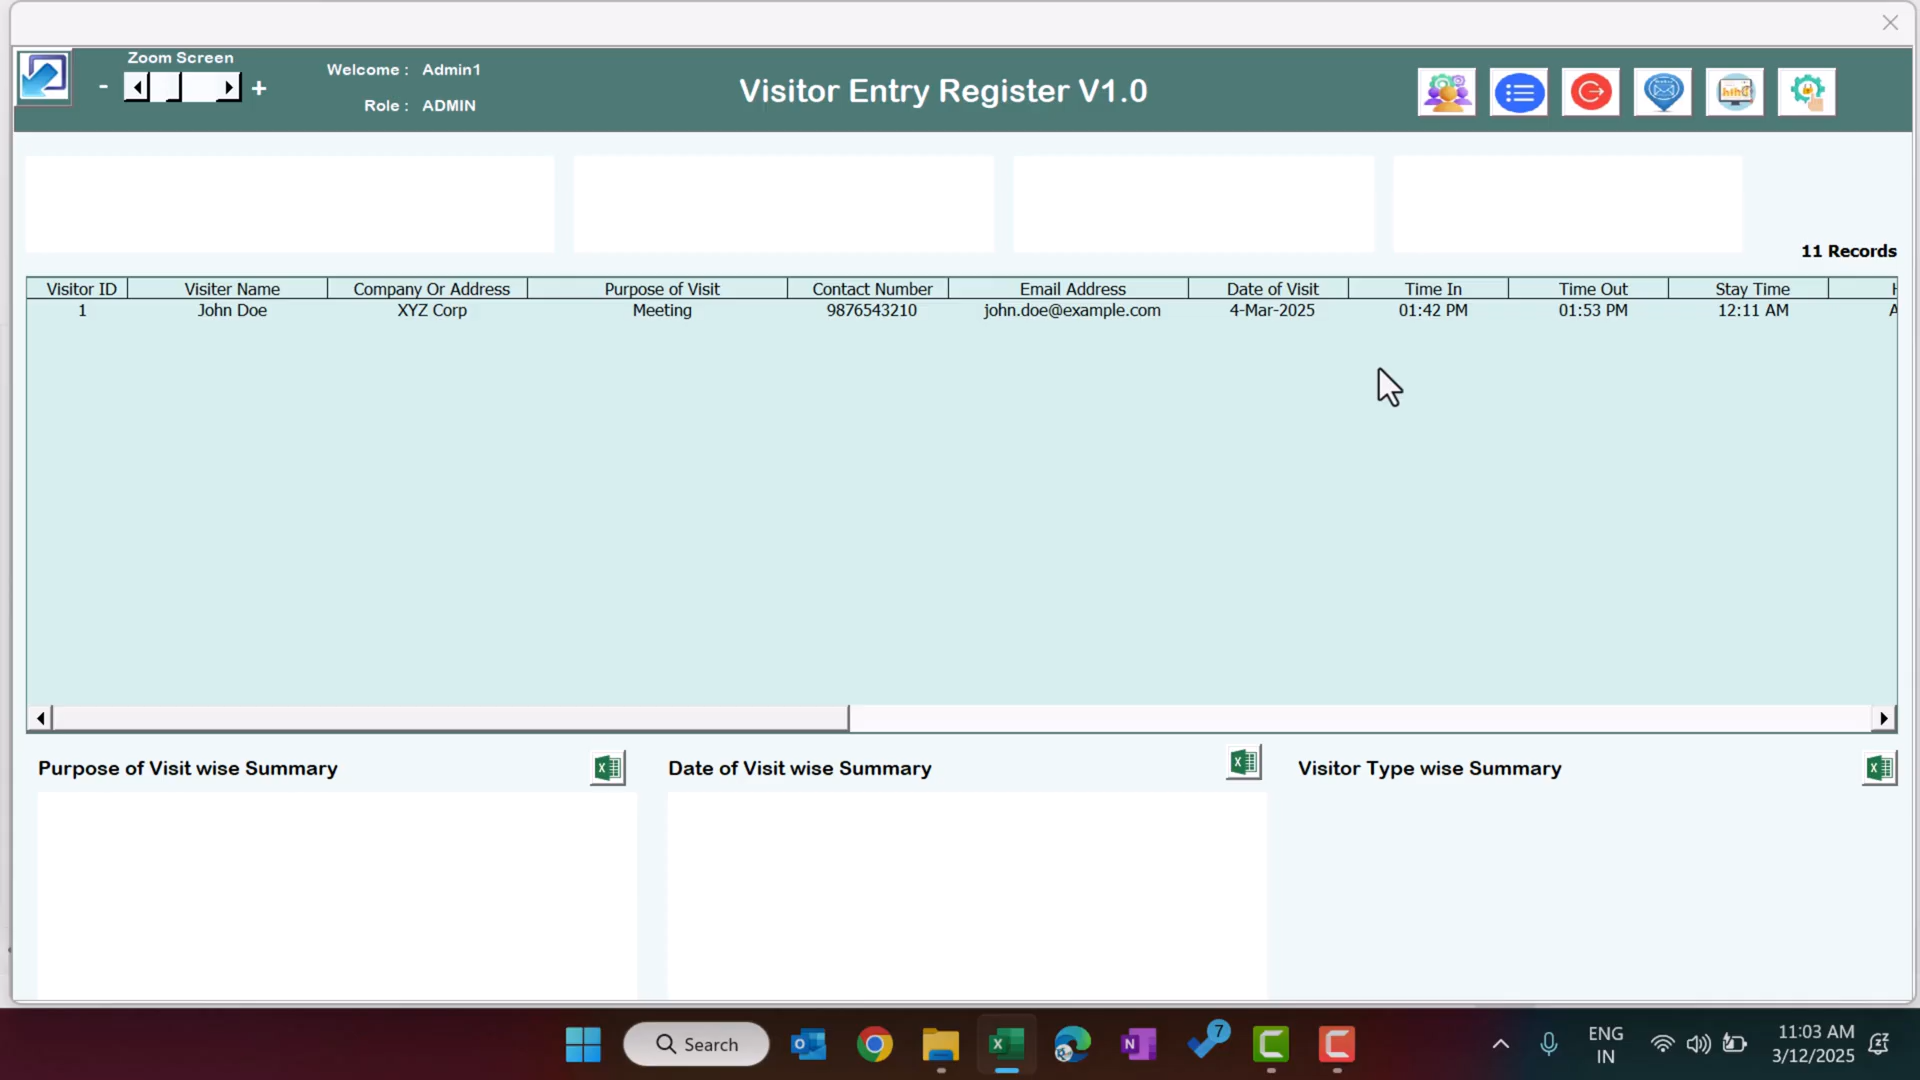 Zoom Screen
- +
Welcome : Admin1
Role : ADMIN
Visitor Entry Register V1.0
11 Records
Visitor ID Visiter Name Company Or Address Purpose of Visit Contact Number Email Address Date of Visit Time In Time Out Stay Time
1 John Doe XYZ Corp Meeting 9876543210 john.doe@example.com 4-Mar-2025 01:42 PM 01:53 PM 12:11 AM
Purpose of Visit wise Summary
Date of Visit wise Summary
Visitor Type wise Summary
Search
7
ENG
IN
11:03 AM
3/12/2025